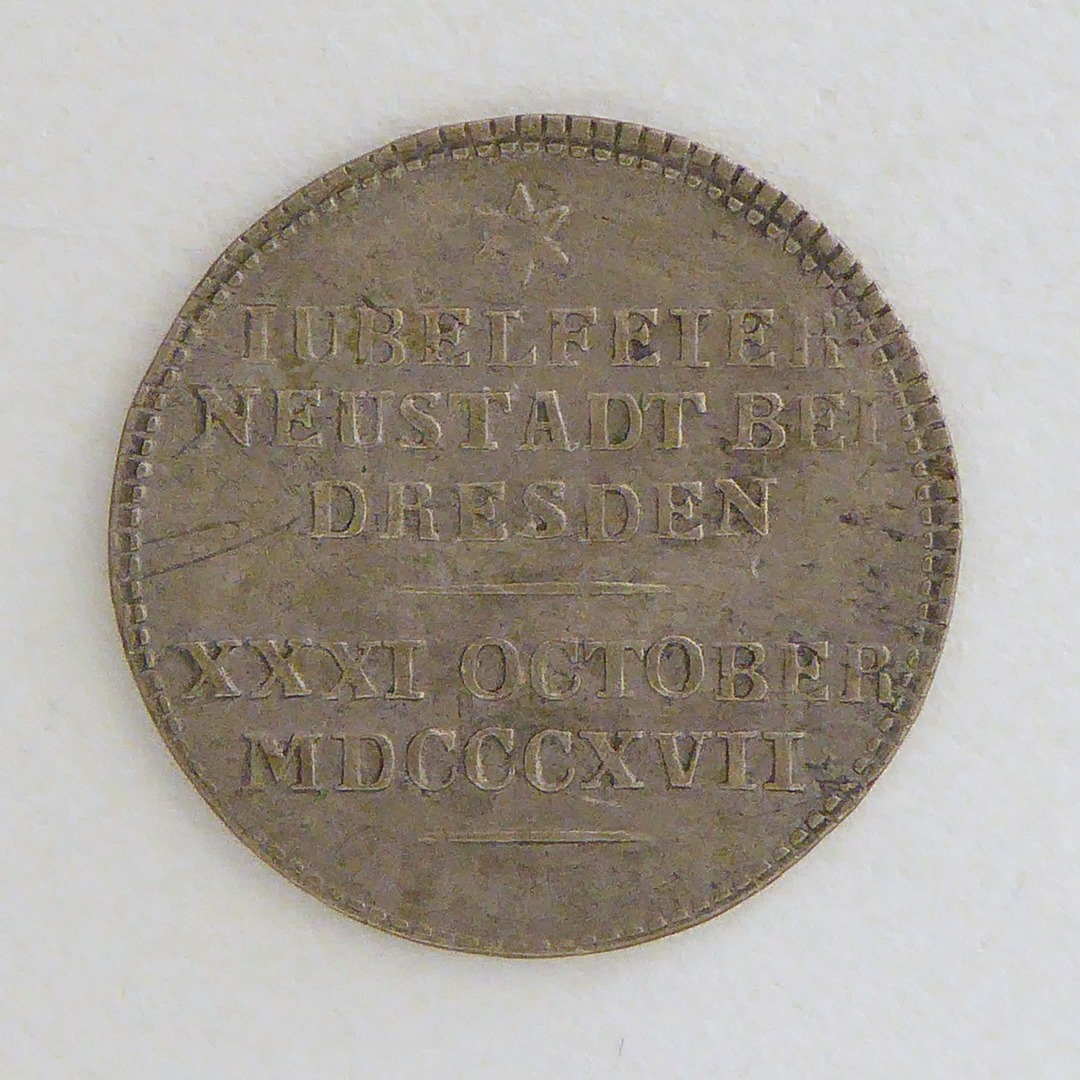 IUBELFEIER
NEUSTADT BEI
DRESDEN
XXXI OCTOBER
MDCCCXVII